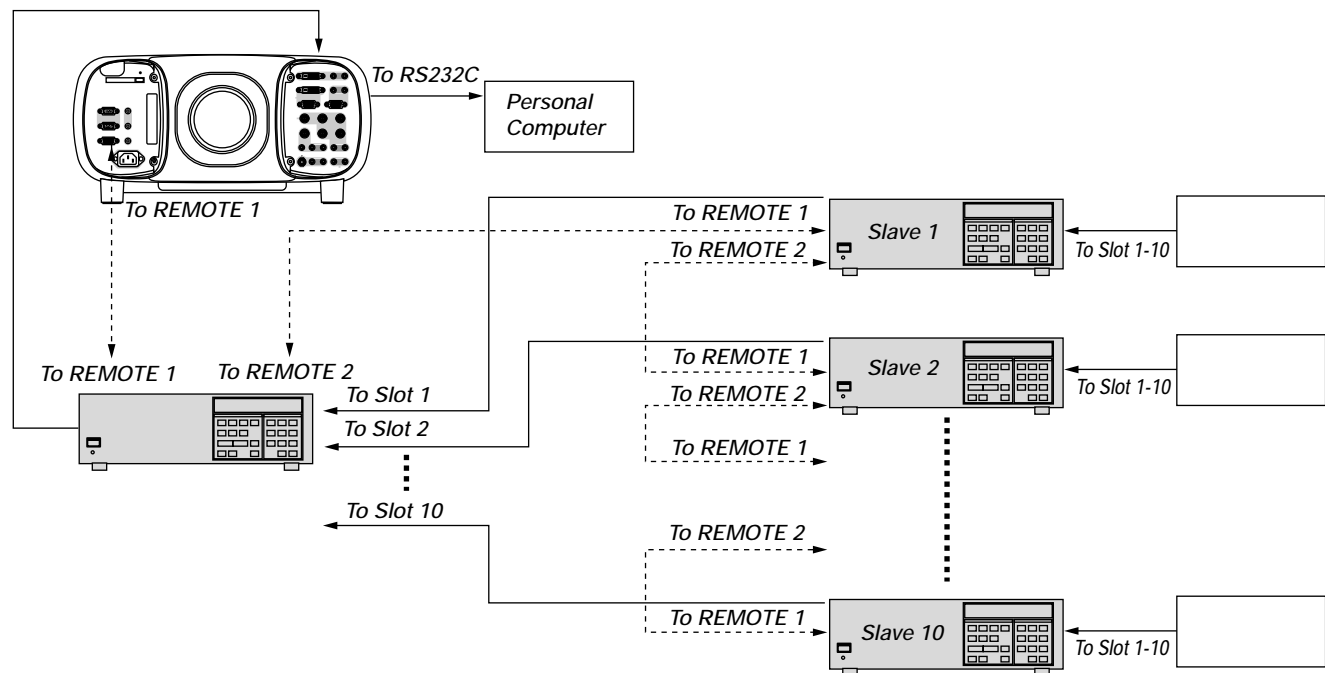 To RS232C
Personal
Computer
To REMOTE 1
To REMOTE 1
To REMOTE 2
To Slot 1
To Slot 2
To Slot 10
To REMOTE 1
To REMOTE 2
Slave 1
To Slot 1-10
To REMOTE 1
To REMOTE 2
Slave 2
To Slot 1-10
To REMOTE 1
To REMOTE 2
To REMOTE 1
Slave 10
To Slot 1-10